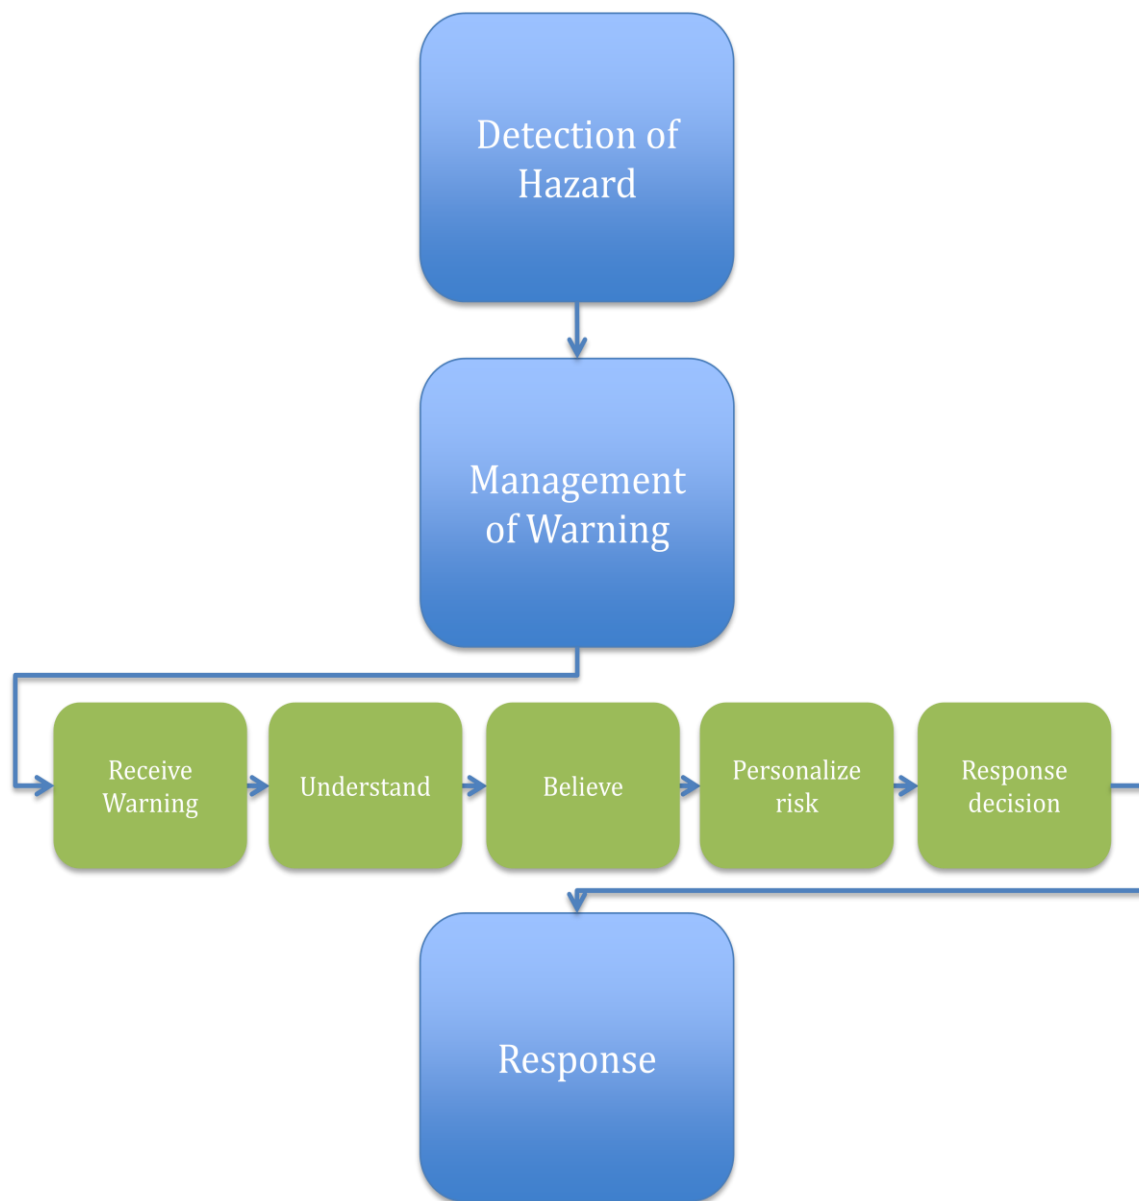 Detection of
Hazard
Management
of Warning
Receive
Warning
Understand
Believe
Personalize
risk
Response
decision
Response